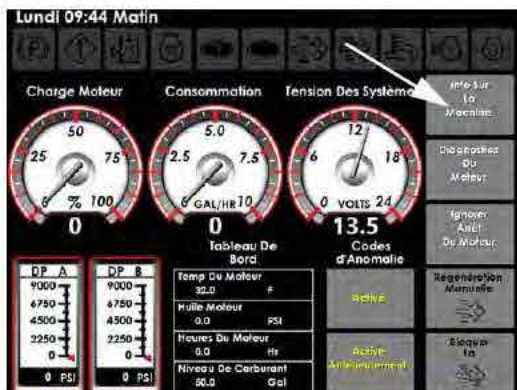 Lundi 09:44 Matin
Charge Moteur
Consommation
Tension Des Système
Info Sur
La
Machine
50
25
75
0
%
100
0
5.0
2.5
7.5
0
GAL/HR
10
0
12
6
18
0
VOLTS
24
13.5
Diagnostics
Du
Moteur
Ignorer
Arrêt
Du Moteur
Tableau De
Bord
Codes
d'Anomalie
DP A
9000
6750
4500
2250
0
0 PSI
DP B
9000
6750
4500
2250
0
0 PSI
Temp Du Moteur
32.0 F
Huile Moteur
0.0 PSI
Heures Du Moteur
0.0 Hr
Niveau De Carburant
50.0 Gal
Active
Active
Antérieurement
Regénération
Manuelle
Bloquer
La